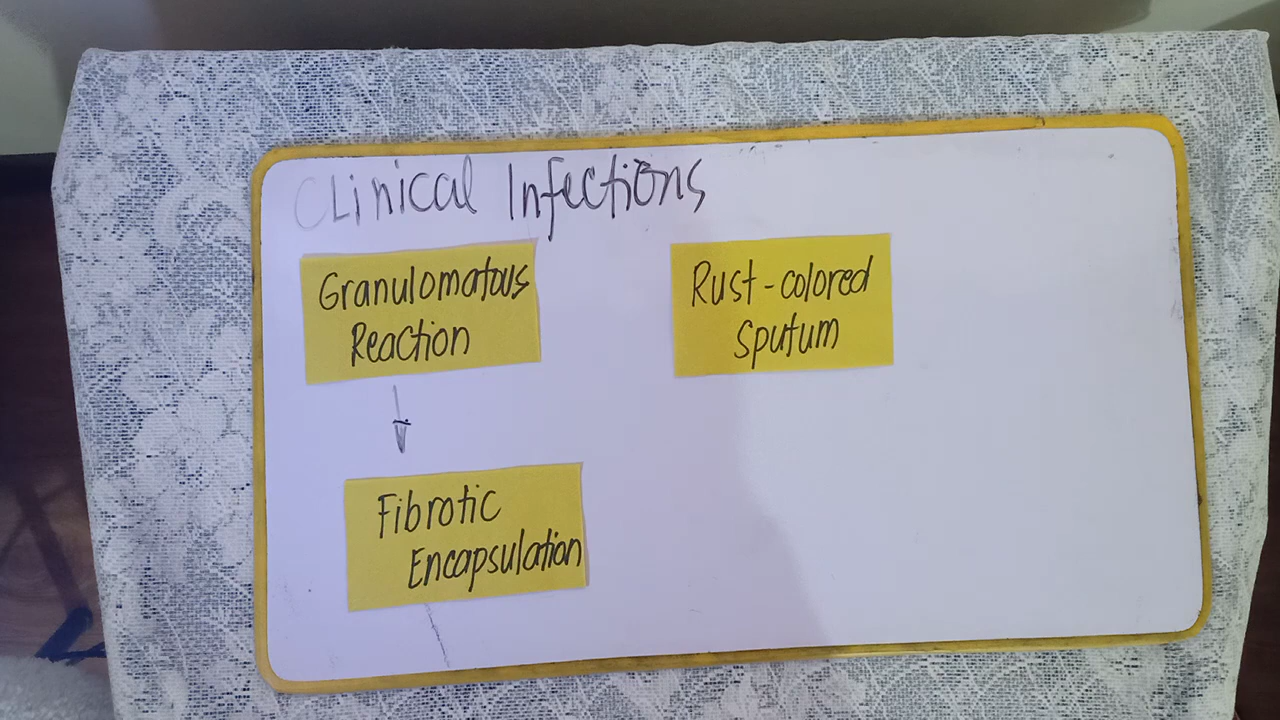 Clinical Infections
Granulomatous
Reaction
Rust-colored
sputum
Fibrotic
Encapsulation